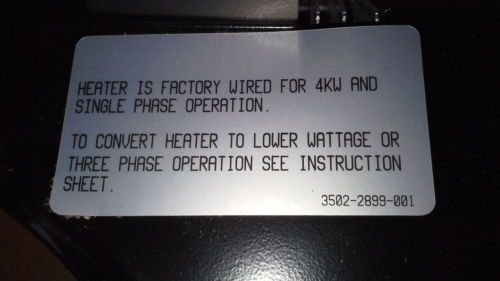 HEATER IS FACTORY WIRED FOR 4KW AND
SINGLE PHASE OPERATION.
TO CONVERT HEATER TO LOWER WATTAGE OR
THREE PHASE OPERATION SEE INSTRUCTION
SHEET.
3502-2899-001